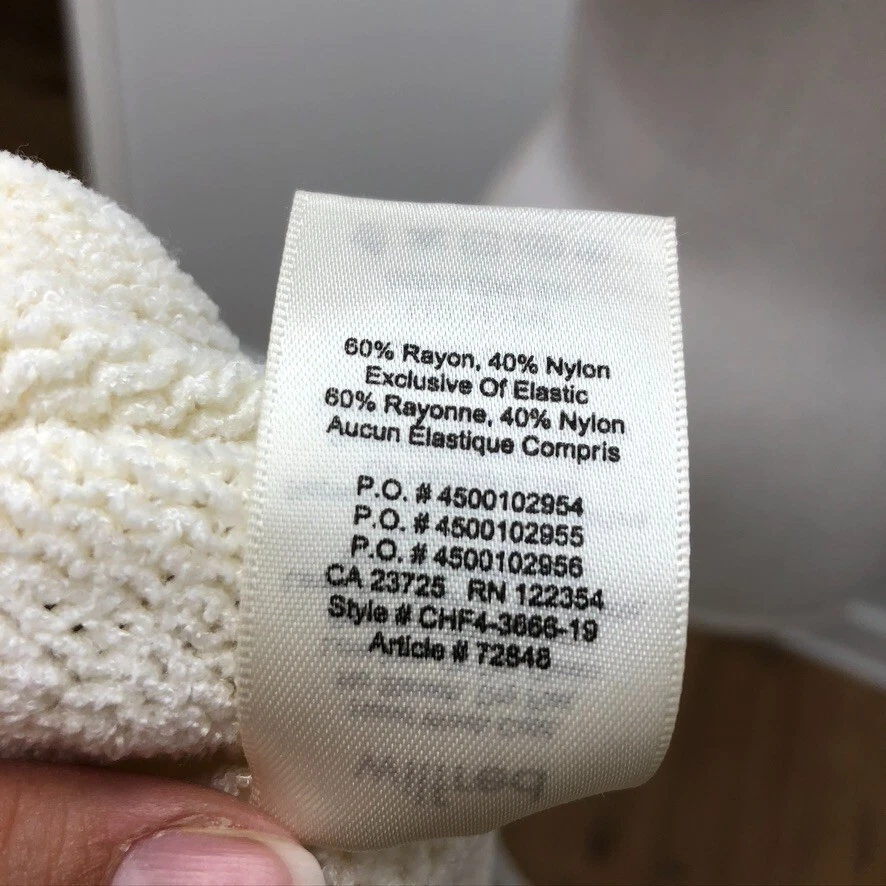 60% Rayon, 40% Nylon
Exclusive Of Elastic
60% Rayonne, 40% Nylon
Aucun Élastique Compris
P.O. # 4500102954
P.O. # 4500102955
P.O. # 4500102956
CA 23725 RN 122354
Style # CHF4-3666-19
Article # 72848